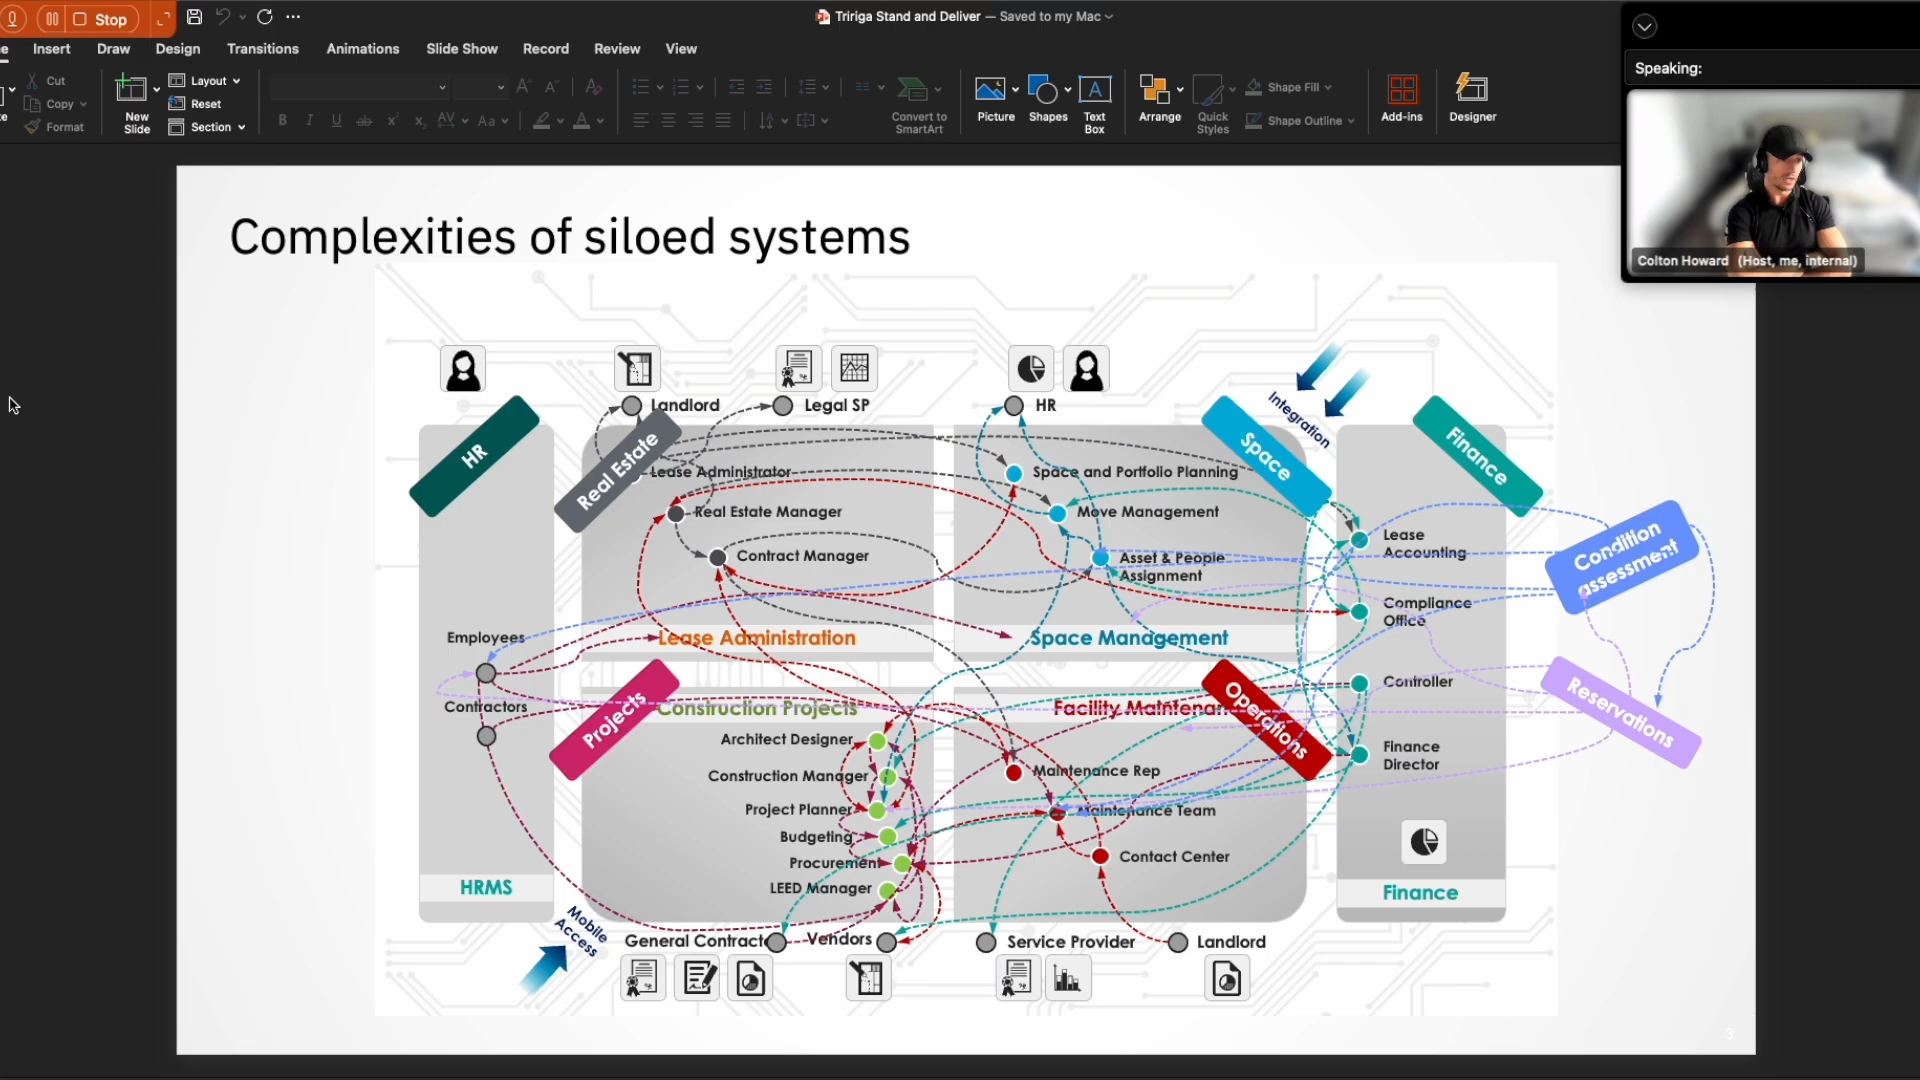 Stop
Tririga Stand and Deliver — Saved to my Mac
Insert Draw Design Transitions Animations Slide Show Record Review View
Cut
Copy
Format
New Slide
Layout
Reset
Section
Convert to SmartArt
Picture
Shapes
Text Box
Arrange
Quick Styles
Shape Fill
Shape Outline
Add-ins
Designer
Speaking:
Colton Howard (Host, me, internal)
Complexities of siloed systems
Landlord
Legal SP
HR
Integration
HR
Real Estate
Space
Finance
Lease Administrator
Real Estate Manager
Contract Manager
Lease Administration
Space and Portfolio Planning
Move Management
Asset & People
Assignment
Space Management
Lease
Accounting
Compliance
Office
Controller
Finance
Director
Finance
Condition
assessment
Reservations
Employees
Contractors
HRMS
Projects
Construction Projects
Architect Designer
Construction Manager
Project Planner
Budgeting
Procurement
LEED Manager
Operations
Facility Maintenan
Maintenance Rep
Maintenance Team
Contact Center
Mobile
Access
General Contracto
Vendors
Service Provider
Landlord
3